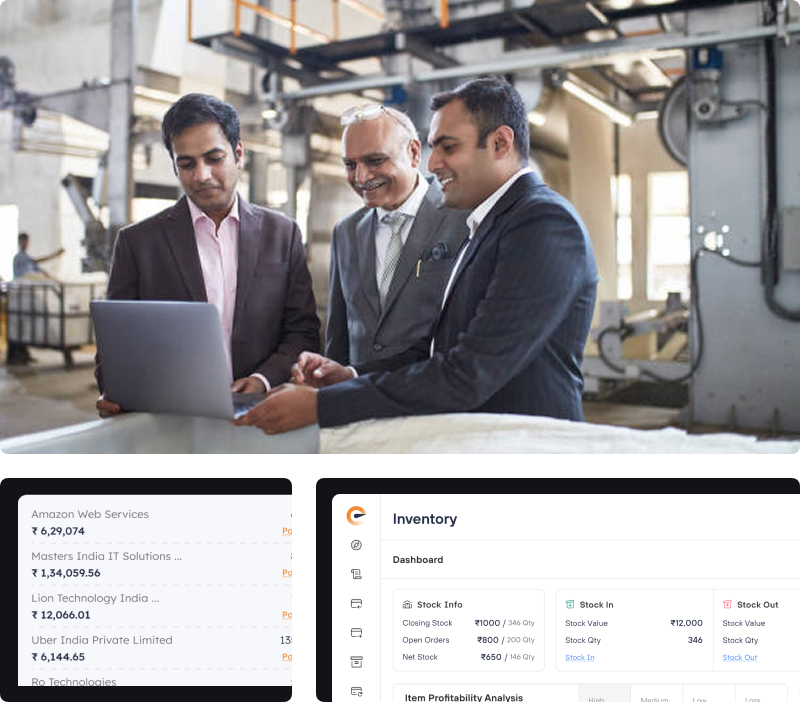 Amazon Web Services
₹ 6,29,074
Masters India IT Solutions ...
₹ 1,34,059.56
Lion Technology India ...
₹ 12,066.01
Uber India Private Limited
₹ 6,144.65
Ro Technologies
Inventory
Dashboard
Stock Info
Closing Stock ₹1000 / 346 Qty
Open Orders ₹800 / 200 Qty
Net Stock ₹650 / 146 Qty
Stock In
Stock Value ₹12,000
Stock Qty 346
Stock In
Stock Out
Stock Value
Stock Qty
Stock Out
Item Profitability Analysis
High Medium Low Loss